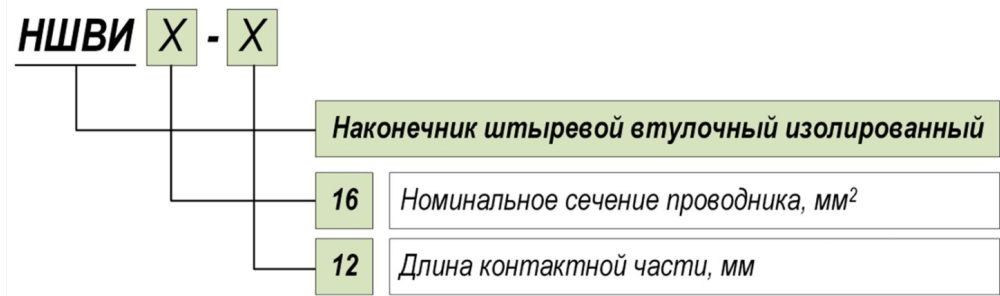 НШВИ X - X
Наконечник штыревой втулочный изолированный
16 Номинальное сечение проводника, мм²
12 Длина контактной части, мм